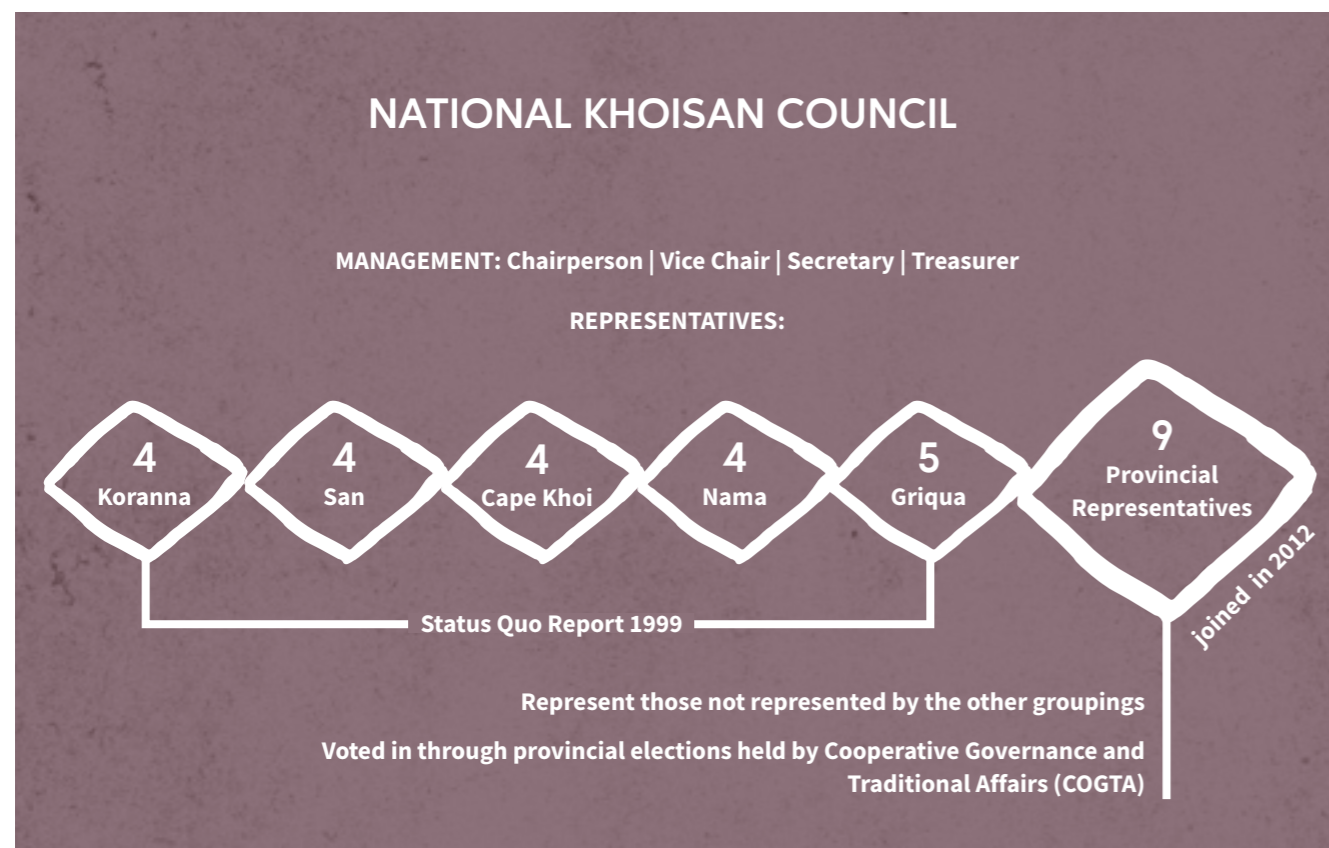 NATIONAL KHOISAN COUNCIL
MANAGEMENT: Chairperson | Vice Chair | Secretary | Treasurer
REPRESENTATIVES:
4
Koranna
4
San
4
Cape Khoi
4
Nama
5
Griqua
9
Provincial
Representatives
joined in 2012
Status Quo Report 1999
Represent those not represented by the other groupings
Voted in through provincial elections held by Cooperative Governance and
Traditional Affairs (COGTA)